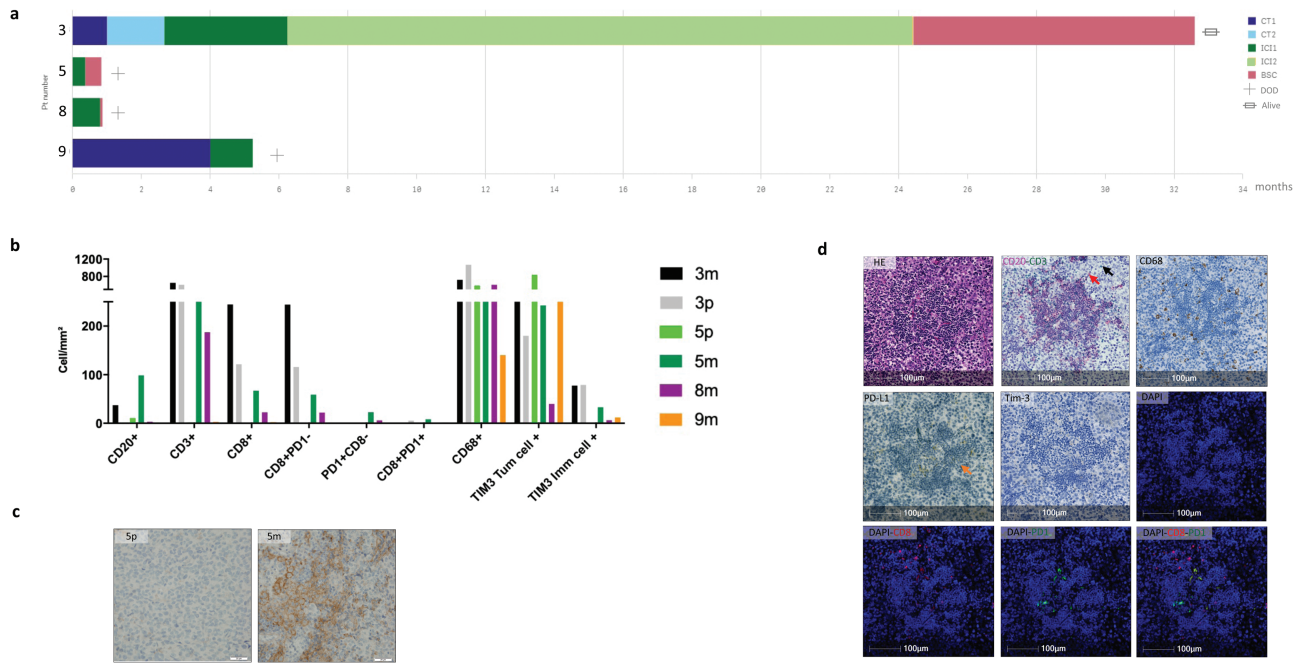 a
Pt number
3
5
8
9
0 2 4 6 8 10 12 14 16 18 20 22 24 26 28 30 32 34 months
CT1
CT2
ICI1
ICI2
BSC
DOD
Alive
b
Cell/mm²
1200
800
200
100
0
CD20+
CD3+
CD8+
CD8+PD1-
PD1+CD8-
CD8+PD1+
CD68+
TIM3 Tum cell +
TIM3 Imm cell +
3m
3p
5p
5m
8m
9m
c
5p
5m
d
HE
CD20-CD3
CD68
100µm
100µm
100µm
PD-L1
Tim-3
DAPI
100µm
100µm
100µm
DAPI-CD8
DAPI-PD1
DAPI-CD8-PD1
100µm
100µm
100µm